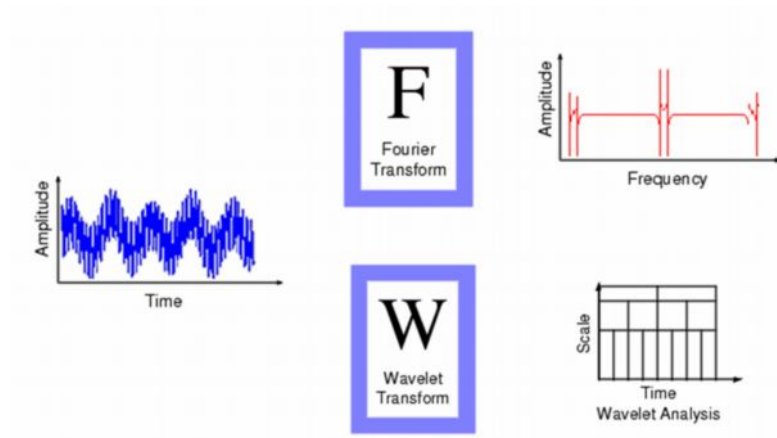 F
Fourier
Transform
Amplitude
Frequency
Amplitude
Time
W
Wavelet
Transform
Scale
Time
Wavelet Analysis